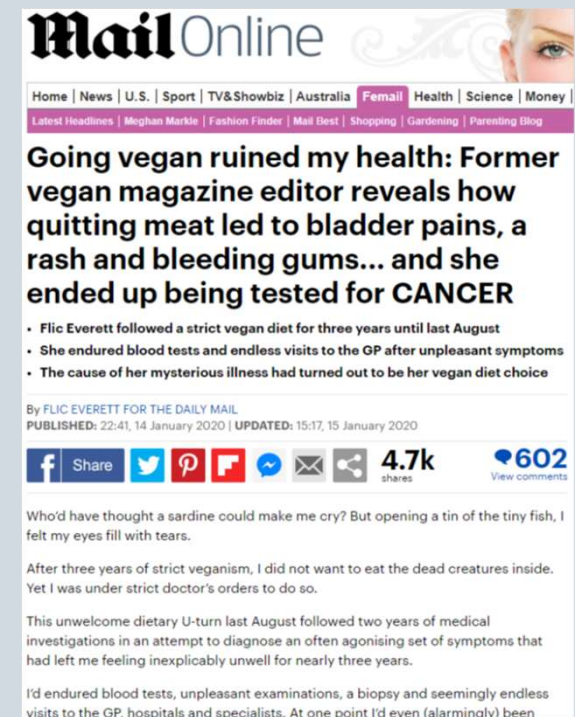 Mail Online
Home | News | U.S. | Sport | TV&Showbiz | Australia | Femail | Health | Science | Money |
Latest Headlines | Meghan Markle | Fashion Finder | Mail Best | Shopping | Gardening | Parenting Blog
Going vegan ruined my health: Former
vegan magazine editor reveals how
quitting meat led to bladder pains, a
rash and bleeding gums... and she
ended up being tested for CANCER
• Flic Everett followed a strict vegan diet for three years until last August
• She endured blood tests and endless visits to the GP after unpleasant symptoms
• The cause of her mysterious illness had turned out to be her vegan diet choice
By FLIC EVERETT FOR THE DAILY MAIL
PUBLISHED: 22:41, 14 January 2020 | UPDATED: 15:17, 15 January 2020
f Share 4.7k shares 602 View comments
Who'd have thought a sardine could make me cry? But opening a tin of the tiny fish, I
felt my eyes fill with tears.
After three years of strict veganism, I did not want to eat the dead creatures inside.
Yet I was under strict doctor's orders to do so.
This unwelcome dietary U-turn last August followed two years of medical
investigations in an attempt to diagnose an often agonising set of symptoms that
had left me feeling inexplicably unwell for nearly three years.
I'd endured blood tests, unpleasant examinations, a biopsy and seemingly endless
visits to the GP, hospitals and specialists. At one point I'd even (alarmingly) been